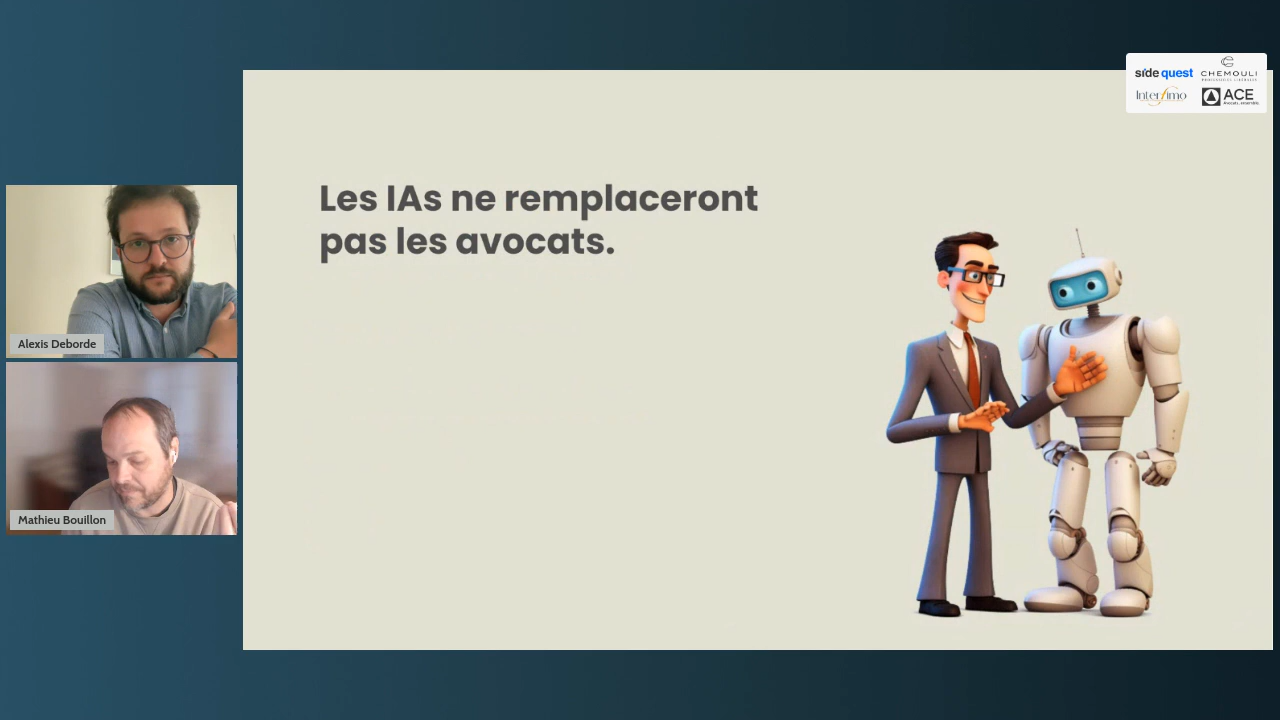 side quest
CHEMOULI
Interfimo
ACE
Les IAs ne remplaceront
pas les avocats.
Alexis Deborde
Mathieu Bouillon